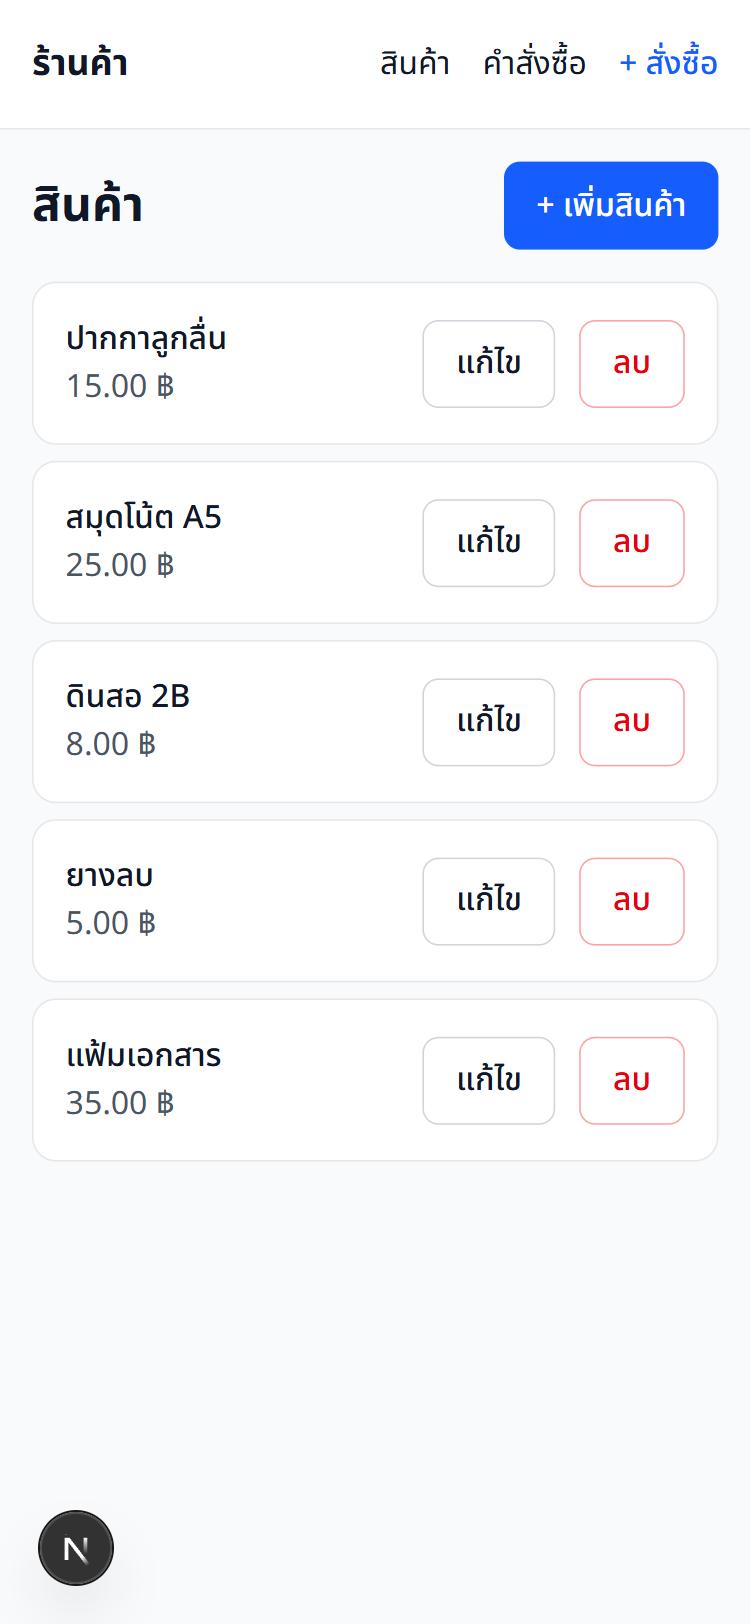 ร้านค้า
สินค้า คำสั่งซื้อ + สั่งซื้อ
สินค้า
+ เพิ่มสินค้า
ปากกาลูกลื่น
15.00 ฿
แก้ไข ลบ
สมุดโน้ต A5
25.00 ฿
แก้ไข ลบ
ดินสอ 2B
8.00 ฿
แก้ไข ลบ
ยางลบ
5.00 ฿
แก้ไข ลบ
แฟ้มเอกสาร
35.00 ฿
แก้ไข ลบ
N